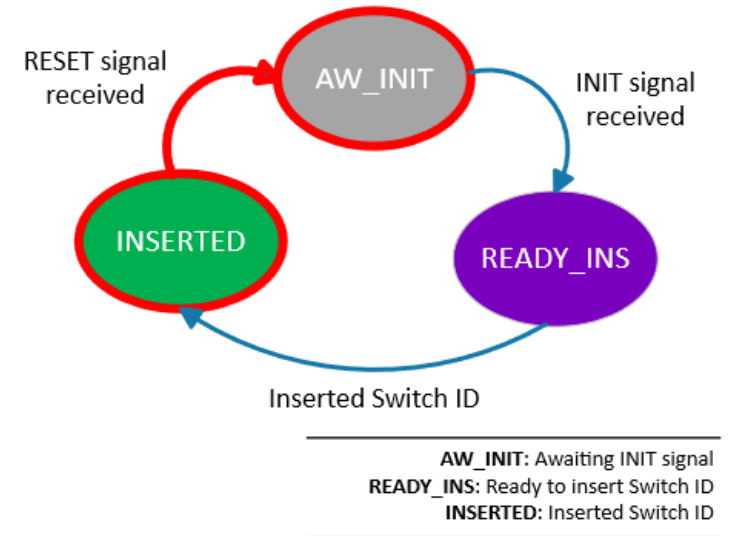 RESET signal
received
AW_INIT
INIT signal
received
INSERTED
READY_INS
Inserted Switch ID
AW_INIT: Awaiting INIT signal
READY_INS: Ready to insert Switch ID
INSERTED: Inserted Switch ID